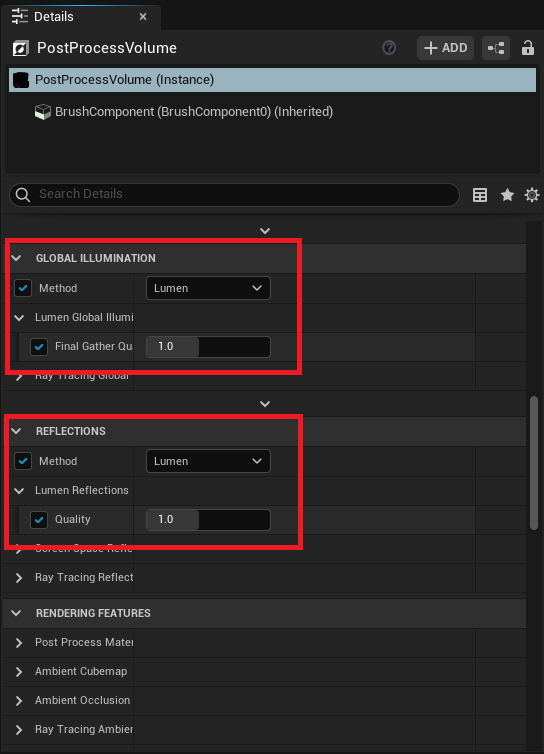 Details
PostProcessVolume
ADD
PostProcessVolume (Instance)
BrushComponent (BrushComponent0) (Inherited)
Search Details
GLOBAL ILLUMINATION
Method
Lumen
Lumen Global Illumi
Final Gather Qua
1.0
Ray Tracing Global
REFLECTIONS
Method
Lumen
Lumen Reflections
Quality
1.0
Screen Space Refle
Ray Tracing Reflect
RENDERING FEATURES
Post Process Mater
Ambient Cubemap
Ambient Occlusion
Ray Tracing Ambien